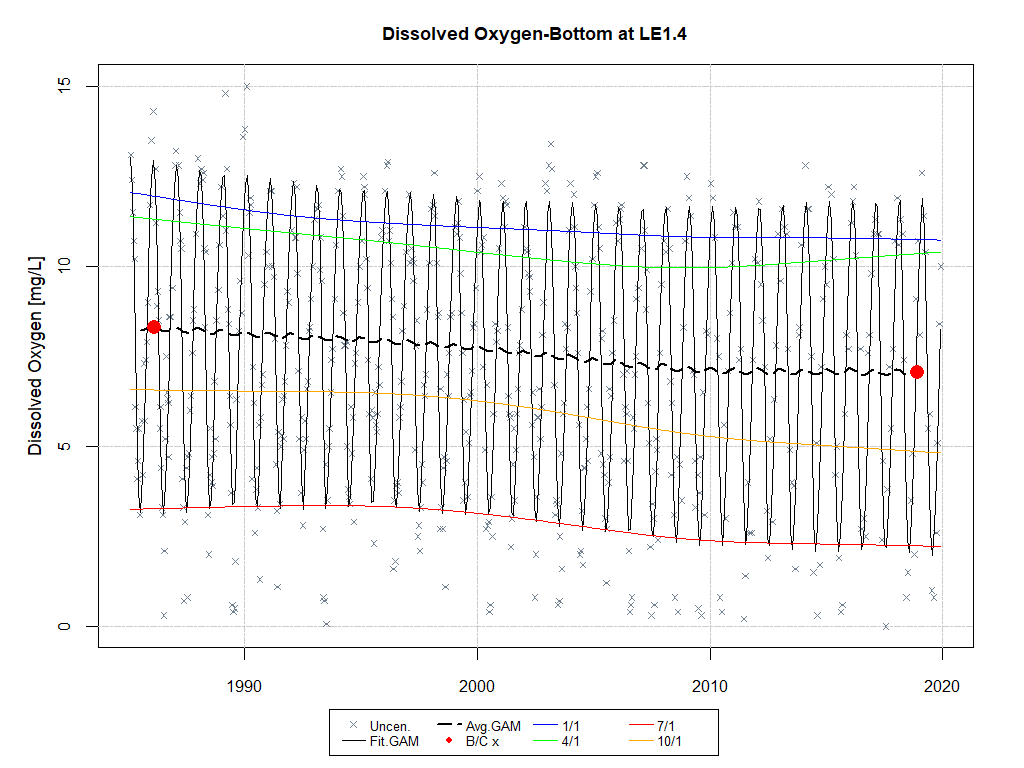 Dissolved Oxygen-Bottom at LE1.4
Dissolved Oxygen [mg/L]
15
10
5
0
1990 2000 2010 2020
Uncen. Avg.GAM 1/1 7/1
Fit.GAM B/C x 4/1 10/1